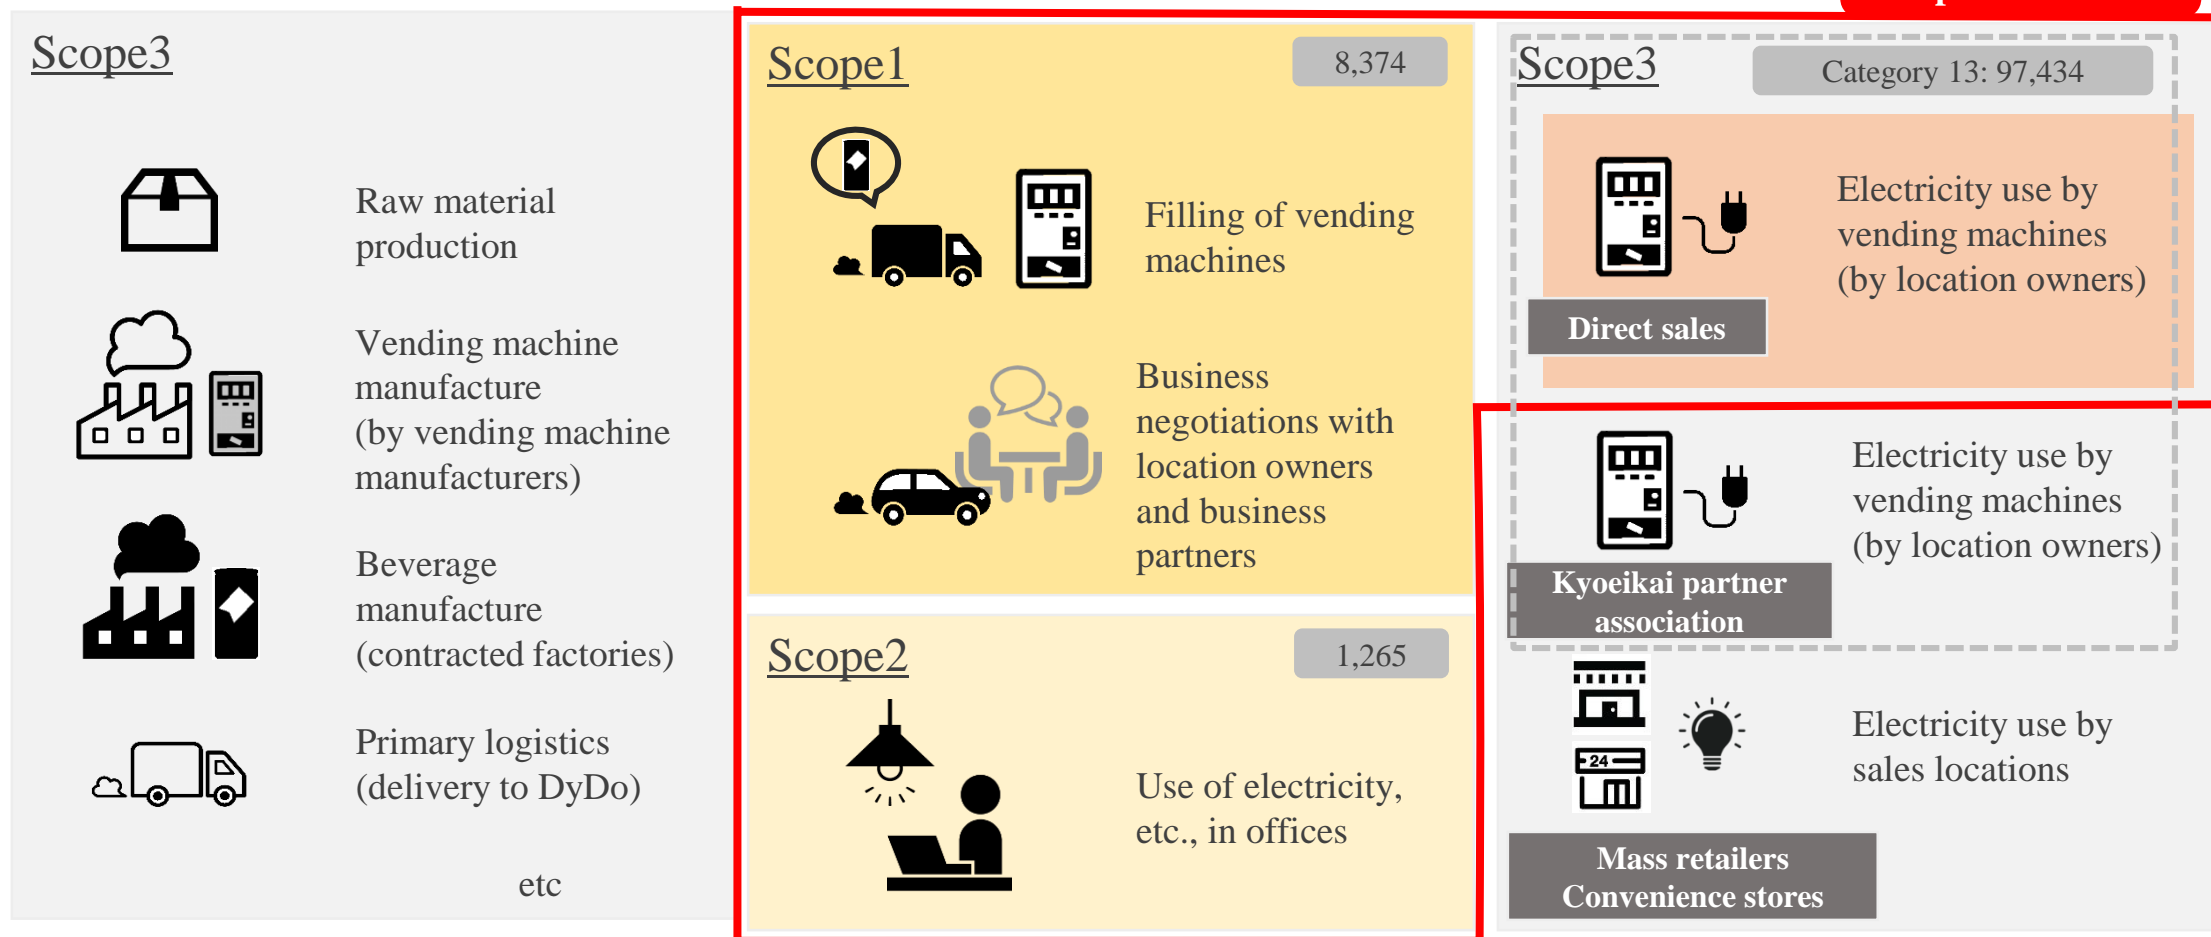 Scope3
Raw material
production
Vending machine
manufacture
(by vending machine
manufacturers)
Beverage
manufacture
(contracted factories)
Primary logistics
(delivery to DyDo)
etc
Scope1
8,374
Filling of vending
machines
Business
negotiations with
location owners
and business
partners
Scope2
1,265
Use of electricity,
etc., in offices
Scope3
Category 13: 97,434
Electricity use by
vending machines
(by location owners)
Direct sales
Electricity use by
vending machines
(by location owners)
Kyoeikai partner
association
24
Electricity use by
sales locations
Mass retailers
Convenience stores